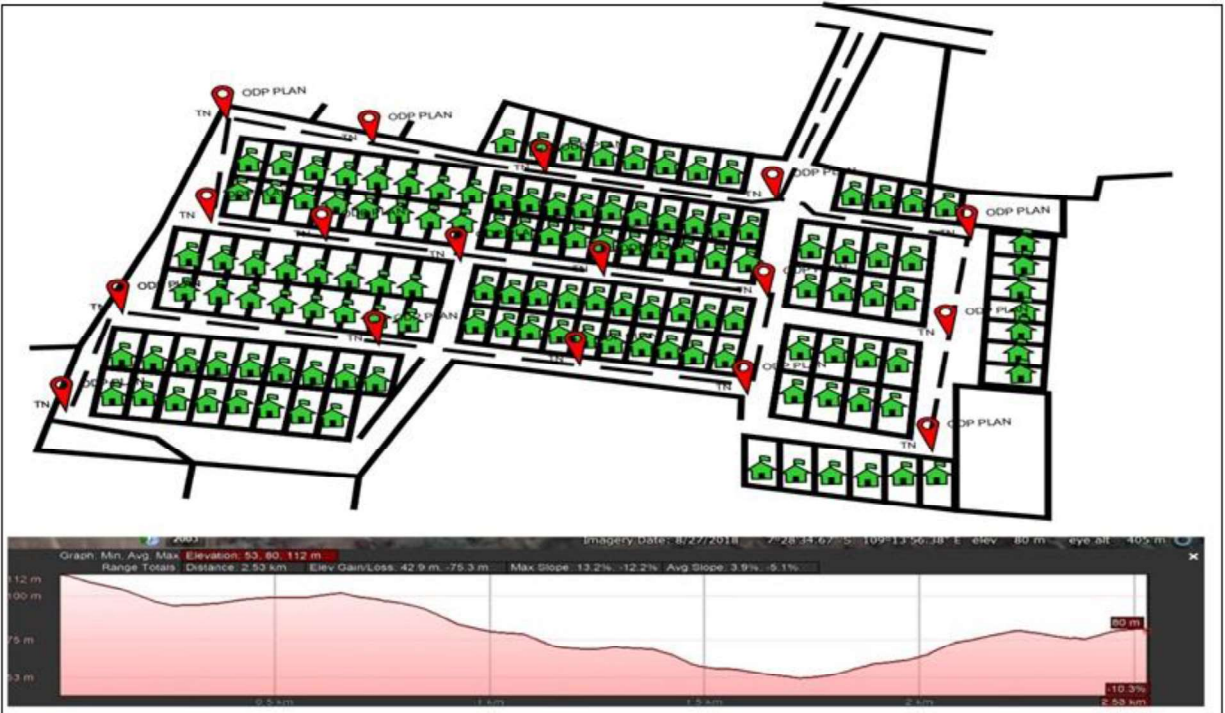 ODP PLAN
TN
ODP PLAN
TN
TN
ODP PLAN
TN
ODP PLAN
TN
TN
TN
ODP PLAN
TN
ODP PLAN
TN
TN
ODP PLAN
TN
ODP PLAN
TN
ODP PLAN
TN
ODP PLAN
TN
2003
Imagery Date: 8/27/2018 7°28'34.67" S 109°13'56.38" E elev 80 m eye alt 405 m
Graph: Min, Avg, Max Elevation: 53, 80, 112 m
Range Totals Distance: 2.53 km Elev Gain/Loss: 42.9 m, -75.3 m Max Slope: 13.2%, -12.2% Avg Slope: 3.9%, -5.1%
112 m
100 m
75 m
53 m
80 m
-10.3%
0.5 km 1 km 1.5 km 2 km 2.53 km